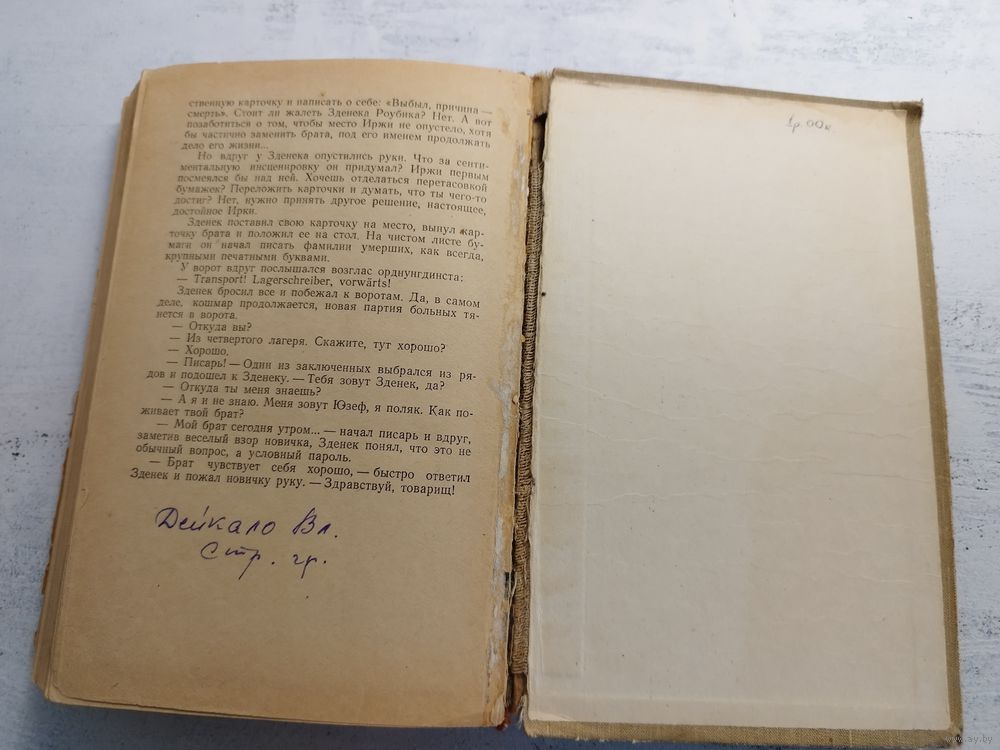 ственную карточку и написать о себе: «Выбыл, причина —
смерть». Стоит ли жалеть Зденека Роубика? Нет. А вот
позаботиться о том, чтобы место Иржи не опустело, хотя
бы частично заменить брата, под его именем продолжать
дело его жизни...
Но вдруг у Зденека опустились руки. Что за сенти-
ментальную инсценировку он придумал? Иржи первым
посмеялся бы над ней. Хочешь отделаться перетасовкой
бумажек? Переложить карточки и думать, что ты чего-то
достиг? Нет, нужно принять другое решение, настоящее,
достойное Ирки.
Зденек поставил свою карточку на место, вынул кар-
точку брата и положил ее на стол. На чистом листе бу-
маги он начал писать фамилии умерших, как всегда,
крупными печатными буквами.
У ворот вдруг послышался возглас орднунгдинста:
— Transport! Lagerschreiber, vorwärts!
Зденек бросил все и побежал к воротам. Да, в самом
деле, кошмар продолжается, новая партия больных тя-
нется в ворота.
— Откуда вы?
— Из четвертого лагеря. Скажите, тут хорошо?
— Хорошо.
— Писарь! — Один из заключенных выбрался из ря-
дов и подошел к Зденеку. — Тебя зовут Зденек, да?
— Откуда ты меня знаешь?
— А я и не знаю. Меня зовут Юзеф, я поляк. Как по-
живает твой брат?
— Мой брат сегодня утром... — начал писарь и вдруг,
заметив веселый взор новичка, Зденек понял, что это не
обычный вопрос, а условный пароль.
— Брат чувствует себя хорошо, — быстро ответил
Зденек и пожал новичку руку. — Здравствуй, товарищ!
Дейкало Вл.
Стр. гр.
1р. 00к
www.ay.by